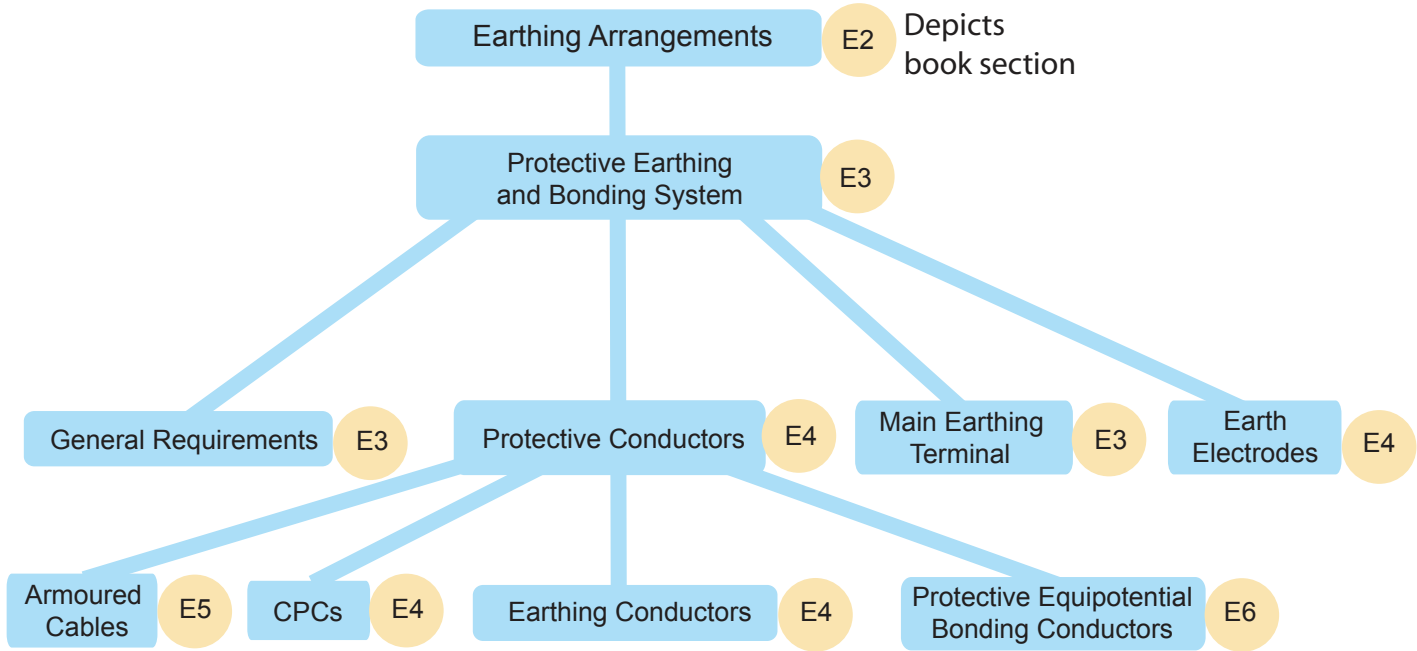 Earthing Arrangements
E2
Depicts
book section
Protective Earthing
and Bonding System
E3
General Requirements
E3
Protective Conductors
E4
Main Earthing
Terminal
E3
Earth
Electrodes
E4
Armoured
Cables
E5
CPCs
E4
Earthing Conductors
E4
Protective Equipotential
Bonding Conductors
E6